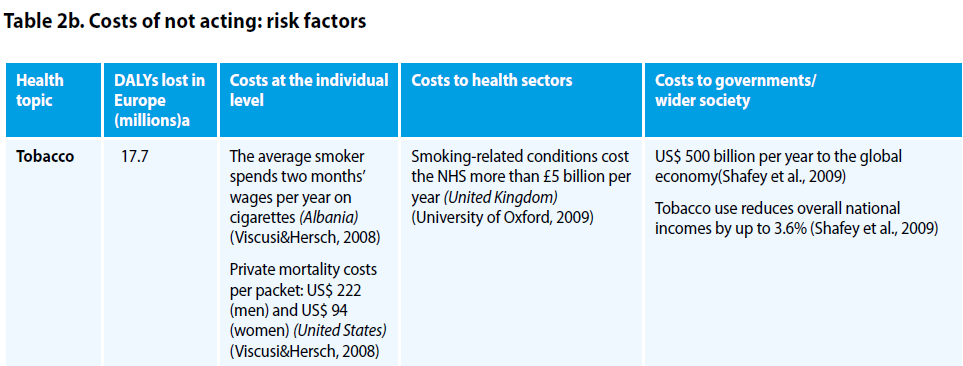 Table 2b. Costs of not acting: risk factors
Health
topic
DALYs lost in
Europe
(millions)a
Costs at the individual
level
Costs to health sectors
Costs to governments/
wider society
Tobacco
17.7
The average smoker
spends two months’
wages per year on
cigarettes (Albania)
(Viscusi&Hersch, 2008)
Private mortality costs
per packet: US$ 222
(men) and US$ 94
(women) (United States)
(Viscusi&Hersch, 2008)
Smoking-related conditions cost
the NHS more than £5 billion per
year (United Kingdom)
(University of Oxford, 2009)
US$ 500 billion per year to the global
economy(Shafey et al., 2009)
Tobacco use reduces overall national
incomes by up to 3.6% (Shafey et al., 2009)